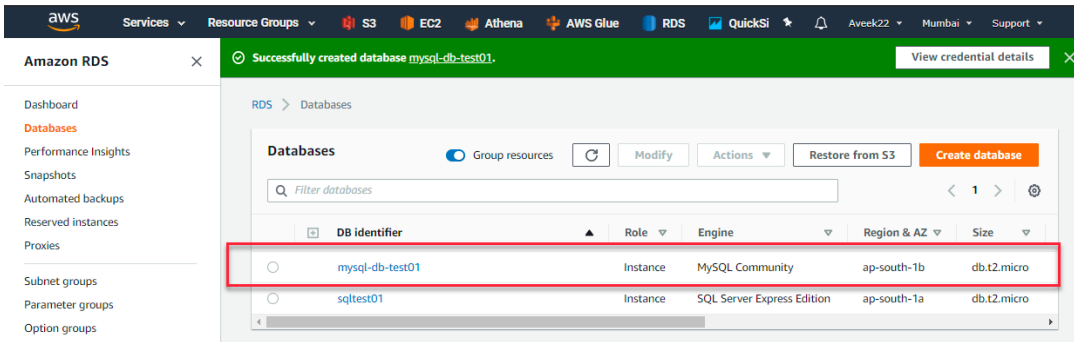 aws Services Resource Groups S3 EC2 Athena AWS Glue RDS QuickSi Aveek22 Mumbai Support
Amazon RDS
Successfully created database mysql-db-test01. View credential details
Dashboard
Databases
Performance Insights
Snapshots
Automated backups
Reserved instances
Proxies
Subnet groups
Parameter groups
Option groups
RDS > Databases
Databases Group resources Modify Actions Restore from S3 Create database
Filter databases 1
DB identifier Role Engine Region & AZ Size
mysql-db-test01 Instance MySQL Community ap-south-1b db.t2.micro
sqltest01 Instance SQL Server Express Edition ap-south-1a db.t2.micro